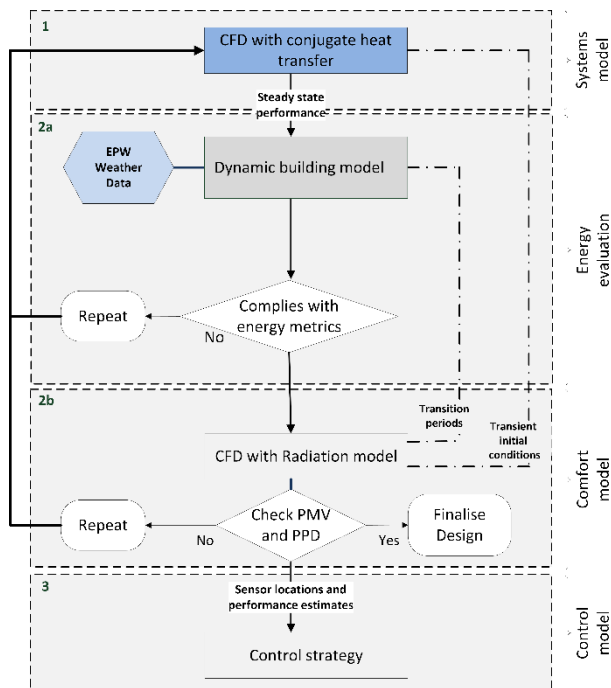 1
CFD with conjugate heat
transfer
Systems model
Steady state
performance
2a
EPW
Weather
Data
Dynamic building model
Energy
evaluation
Complies with
energy metrics
Repeat
No
2b
Transition
periods
Transient
initial
conditions
CFD with Radiation model
Comfort
model
Check PMV
and PPD
Repeat
No
Yes
Finalise
Design
3
Sensor locations and
performance estimates
Control strategy
Control
model